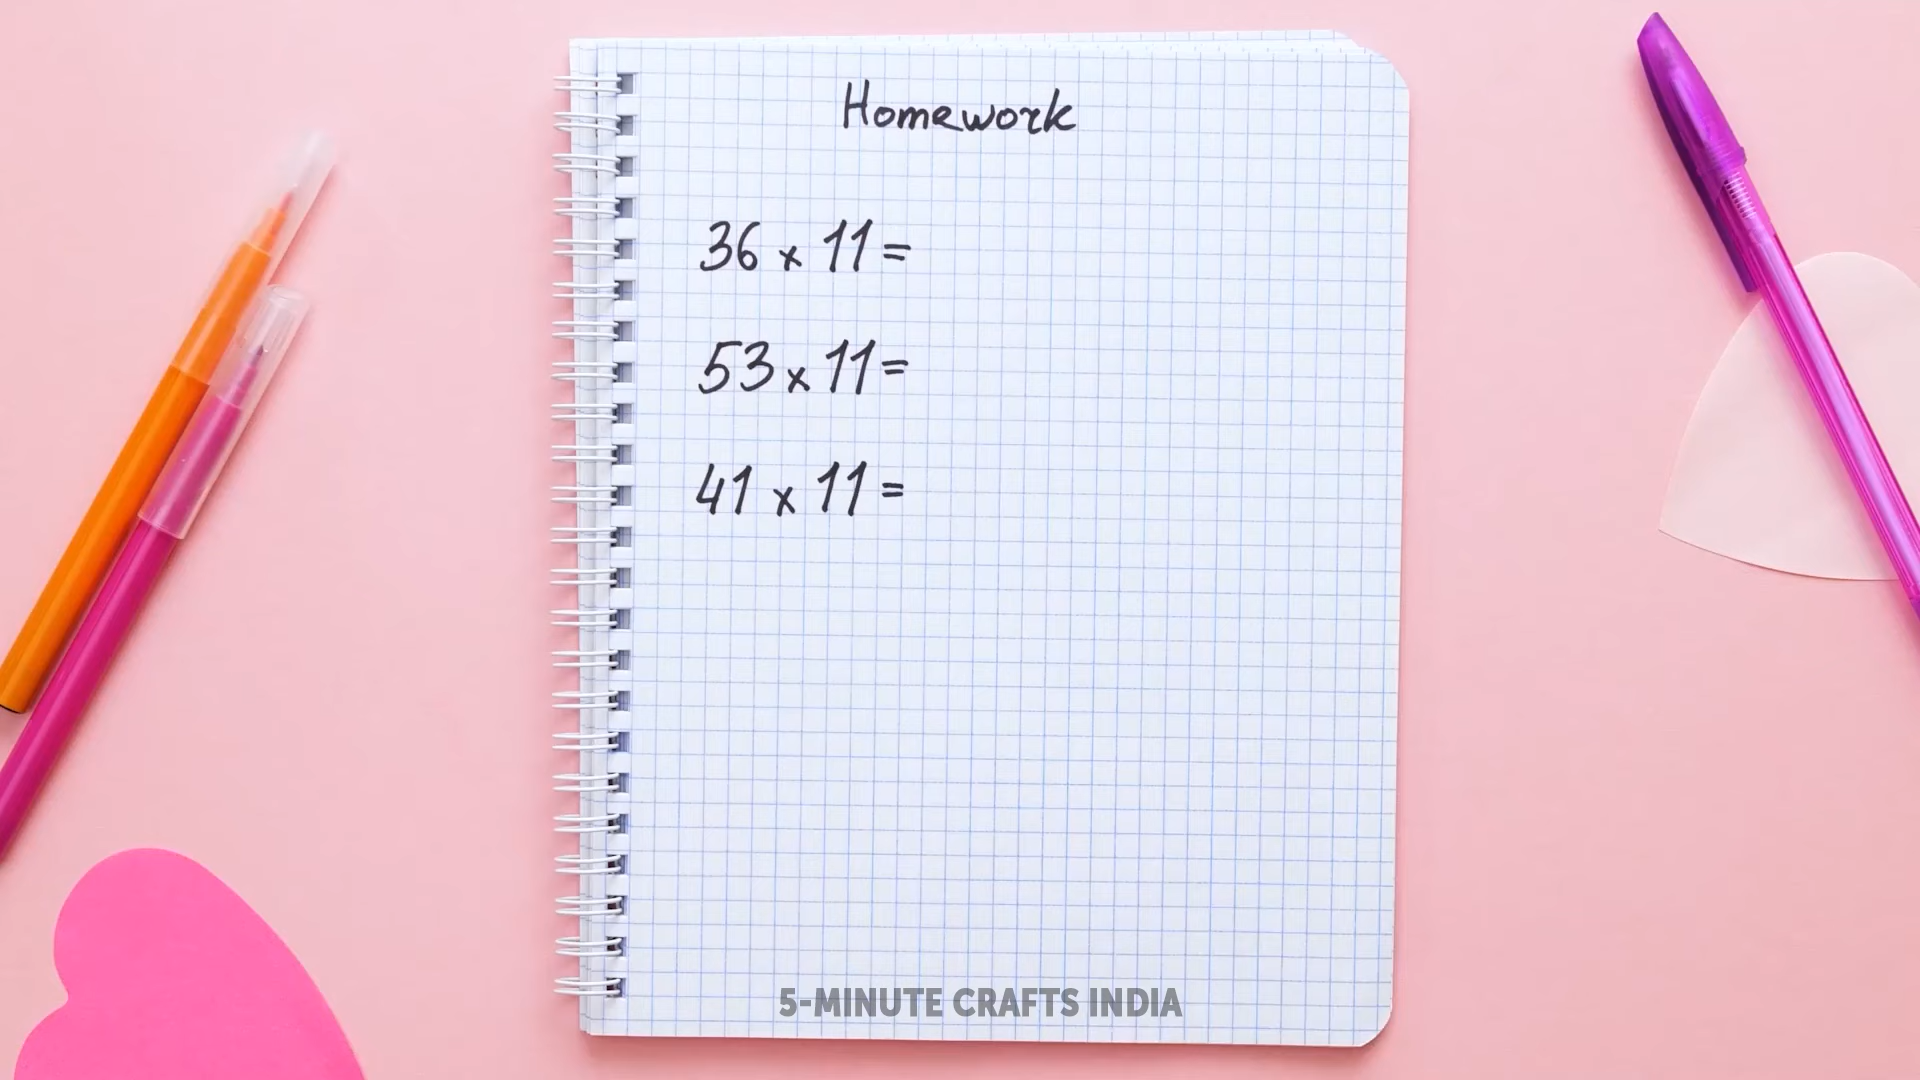 Homework
36 x 11 =
53 x 11 =
41 x 11 =
5-MINUTE CRAFTS INDIA